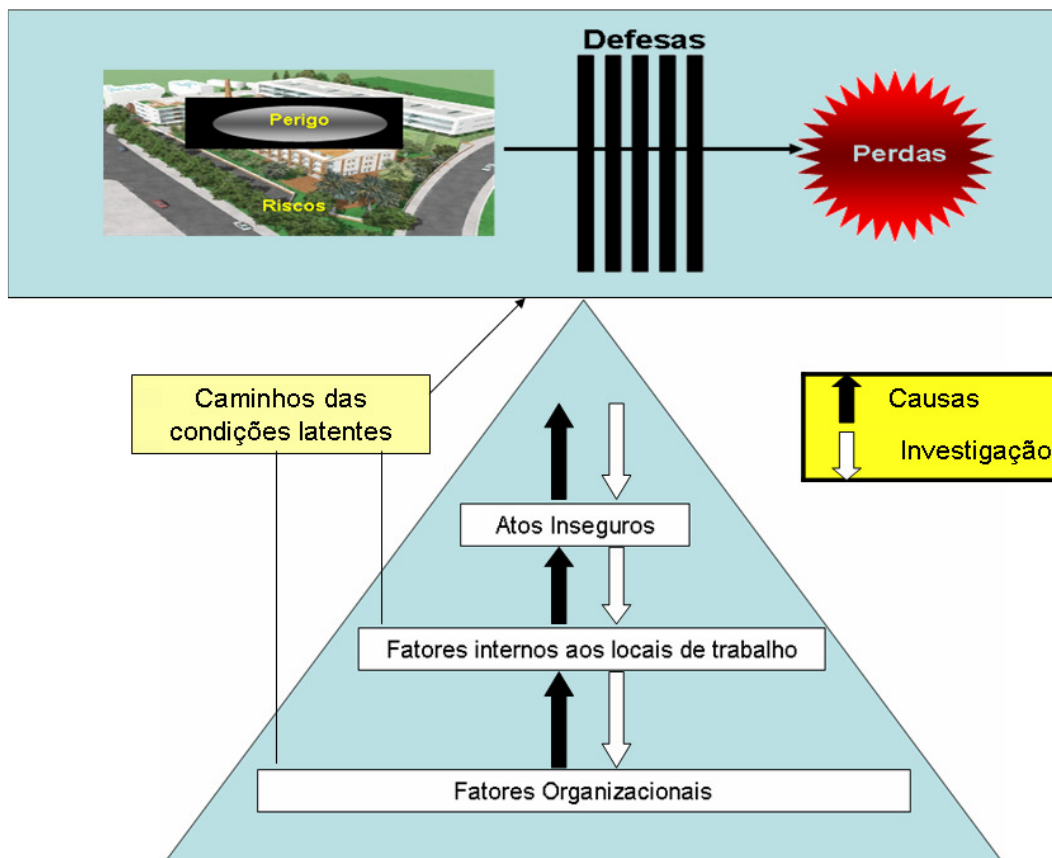 Defesas
Perigo
Riscos
Perdas
Caminhos das
condições latentes
Causas
Investigação
Atos Inseguros
Fatores internos aos locais de trabalho
Fatores Organizacionais